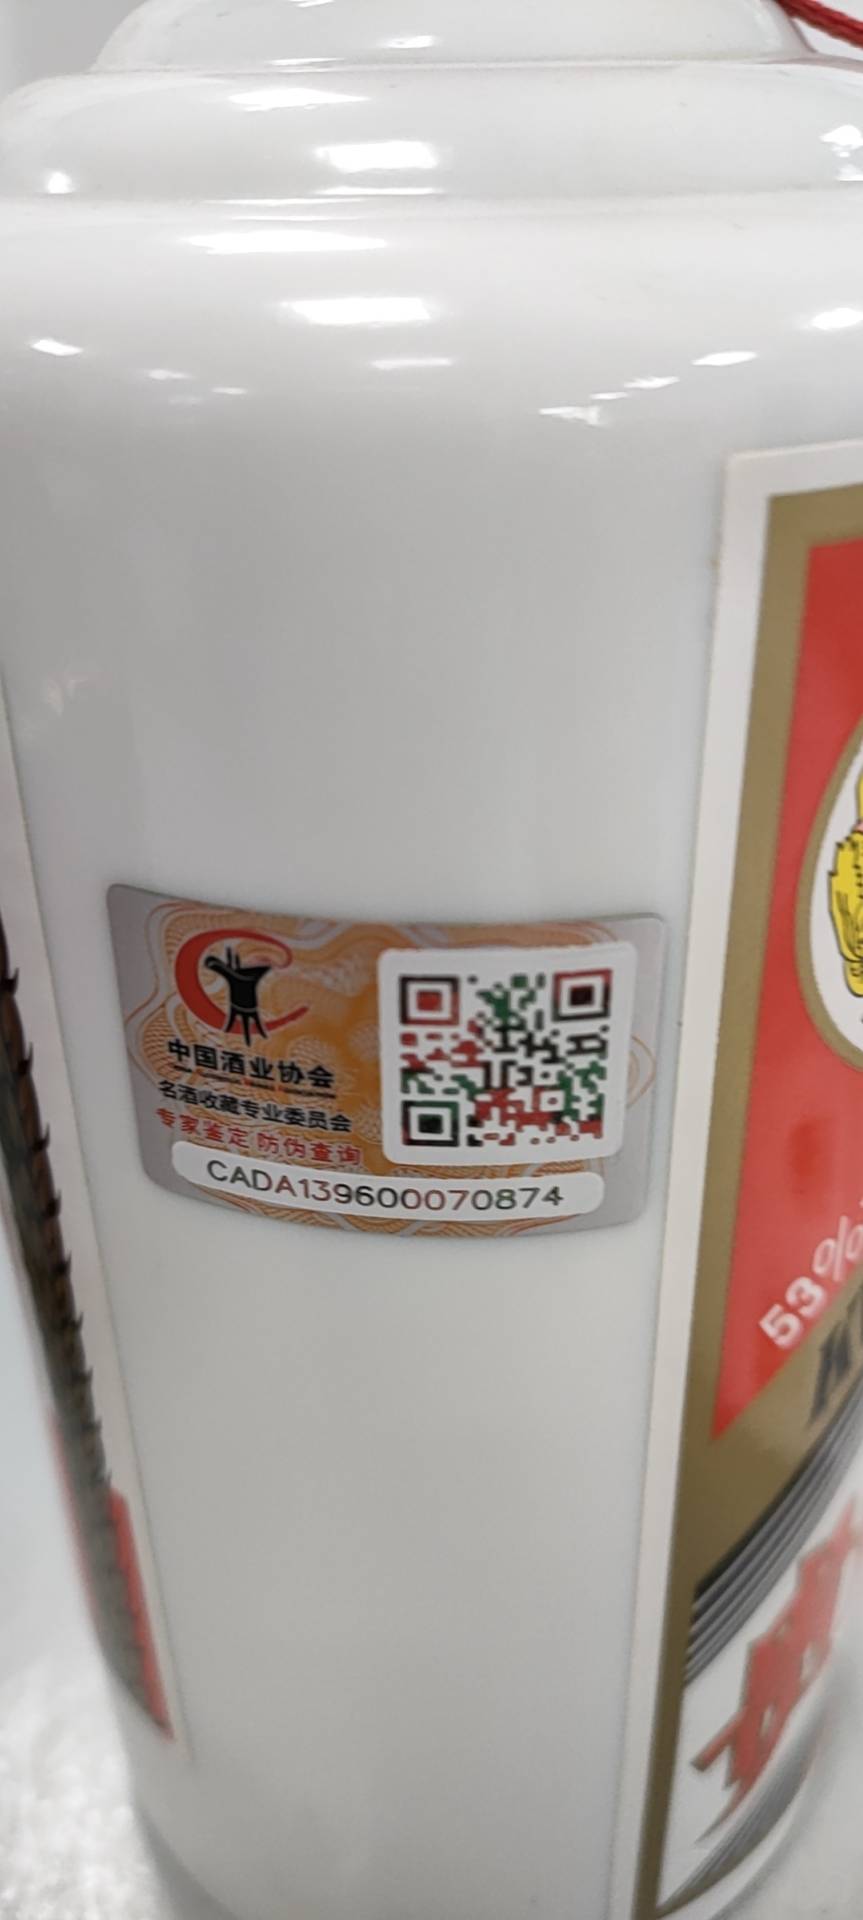 中国酒业协会
名酒收藏专业委员会
专家鉴定 防伪查询
CADA139600070874
53%